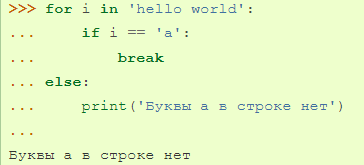 >>> for i in 'hello world':
...     if i == 'a':
...         break
... else:
...     print('Буквы a в строке нет')
...
Буквы a в строке нет